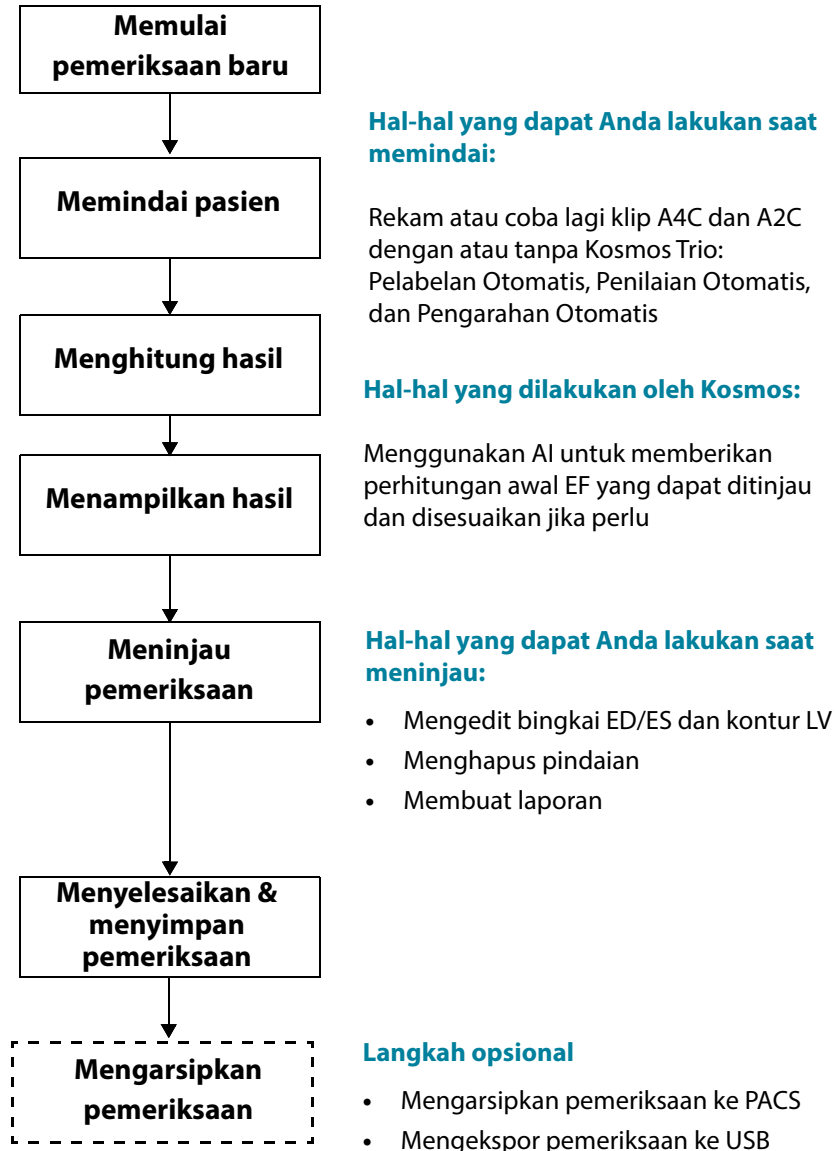 Memulai
pemeriksaan baru
Hal-hal yang dapat Anda lakukan saat
memindai:
Memindai pasien
Rekam atau coba lagi klip A4C dan A2C
dengan atau tanpa Kosmos Trio:
Pelabelan Otomatis, Penilaian Otomatis,
dan Pengarahan Otomatis
Menghitung hasil
Hal-hal yang dilakukan oleh Kosmos:
Menggunakan AI untuk memberikan
perhitungan awal EF yang dapat ditinjau
dan disesuaikan jika perlu
Menampilkan hasil
Meninjau
pemeriksaan
Hal-hal yang dapat Anda lakukan saat
meninjau:
• Mengedit bingkai ED/ES dan kontur LV
• Menghapus pindaian
• Membuat laporan
Menyelesaikan &
menyimpan
pemeriksaan
Mengarsipkan
pemeriksaan
Langkah opsional
• Mengarsipkan pemeriksaan ke PACS
• Mengekspor pemeriksaan ke USB